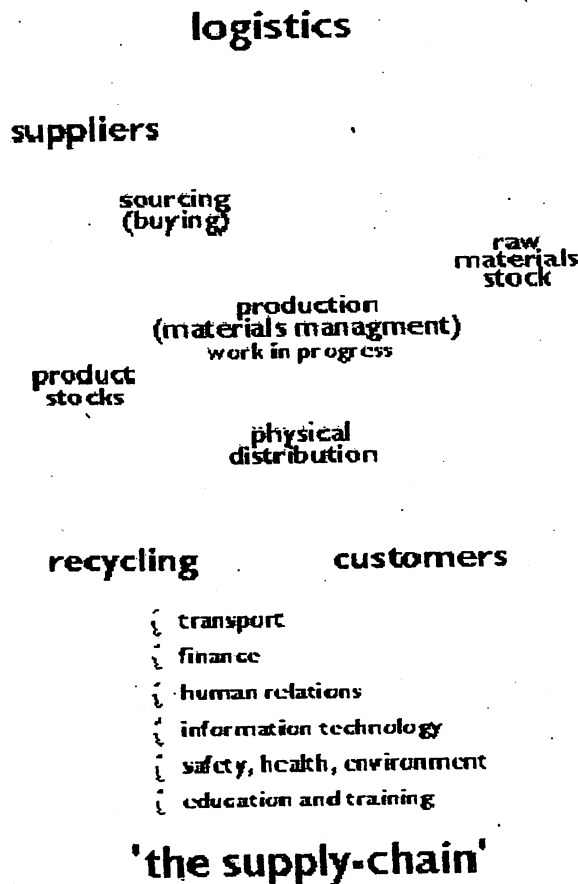 logistics
suppliers
sourcing
(buying)
raw
materials
stock
production
(materials managment)
work in progress
product
stocks
physical
distribution
recycling
customers
transport
finance
human relations
information technology
safety, health, environment
education and training
'the supply-chain'